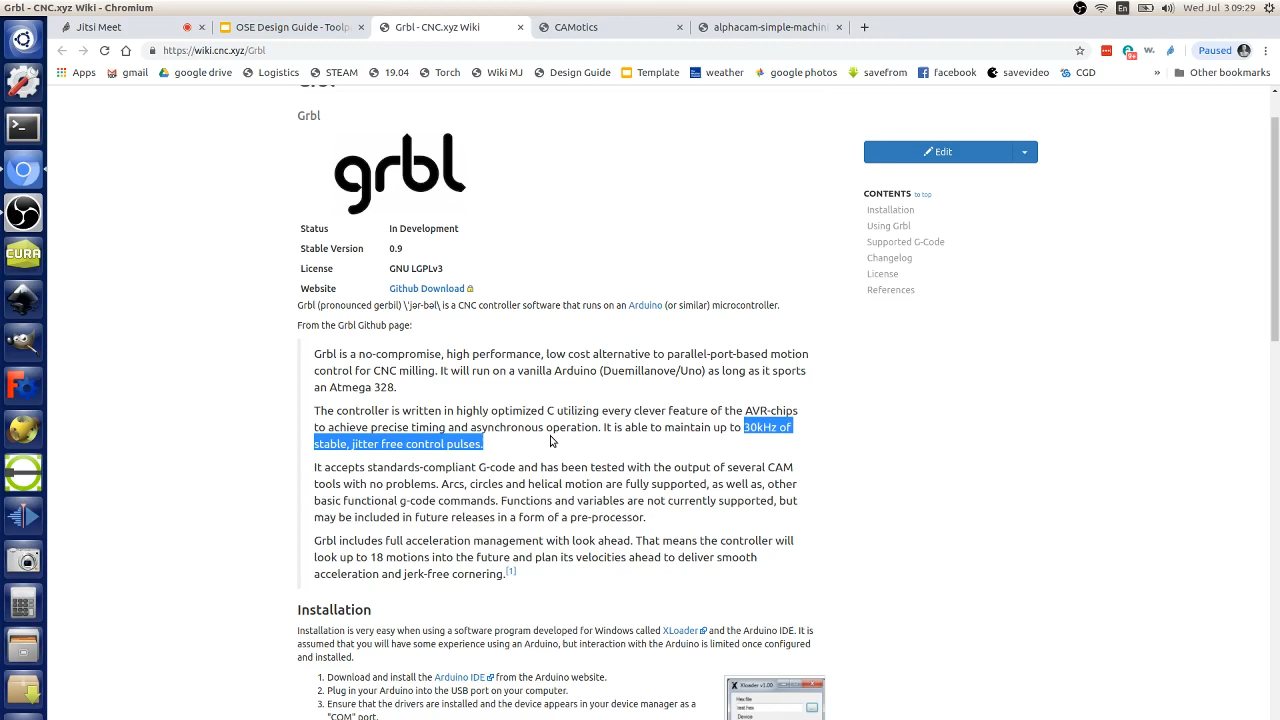 Grbl - CNC.xyz Wiki - Chromium
En
Wed Jul 3 09:29
Jitsi Meet
OSE Design Guide - Toolp
Grbl - CNC.xyz Wiki
CAMotics
alphacam-simple-machini
https://wiki.cnc.xyz/Grbl
9+
W.
Paused
Apps
gmail
google drive
Logistics
STEAM
19.04
Torch
Wiki MJ
Design Guide
Template
weather
google photos
savefrom
facebook
savevideo
CGD
»
Other bookmarks
Grbl
grbl
Status In Development
Stable Version 0.9
License GNU LGPLv3
Website Github Download
Edit
CONTENTS to top
Installation
Using Grbl
Supported G-Code
Changelog
License
References
Grbl (pronounced gerbil) \'jər-bəl\ is a CNC controller software that runs on an Arduino (or similar) microcontroller.
From the Grbl Github page:
Grbl is a no-compromise, high performance, low cost alternative to parallel-port-based motion
control for CNC milling. It will run on a vanilla Arduino (Duemillanove/Uno) as long as it sports
an Atmega 328.
The controller is written in highly optimized C utilizing every clever feature of the AVR-chips
to achieve precise timing and asynchronous operation. It is able to maintain up to 30kHz of
stable, jitter free control pulses.
It accepts standards-compliant G-code and has been tested with the output of several CAM
tools with no problems. Arcs, circles and helical motion are fully supported, as well as, other
basic functional g-code commands. Functions and variables are not currently supported, but
may be included in future releases in a form of a pre-processor.
Grbl includes full acceleration management with look ahead. That means the controller will
look up to 18 motions into the future and plan its velocities ahead to deliver smooth
acceleration and jerk-free cornering.[1]
Installation
Installation is very easy when using a software program developed for Windows called XLoader and the Arduino IDE. It is
assumed that you will have some experience using an Arduino, but interaction with the Arduino is limited once configured
and installed.
1. Download and install the Arduino IDE from the Arduino website.
2. Plug your Arduino into the USB port on your computer.
3. Ensure that the drivers are installed and the device appears in your device manager as a
"COM" port.
Xloader v1.00
Hex file
test.hex
Device
CURA